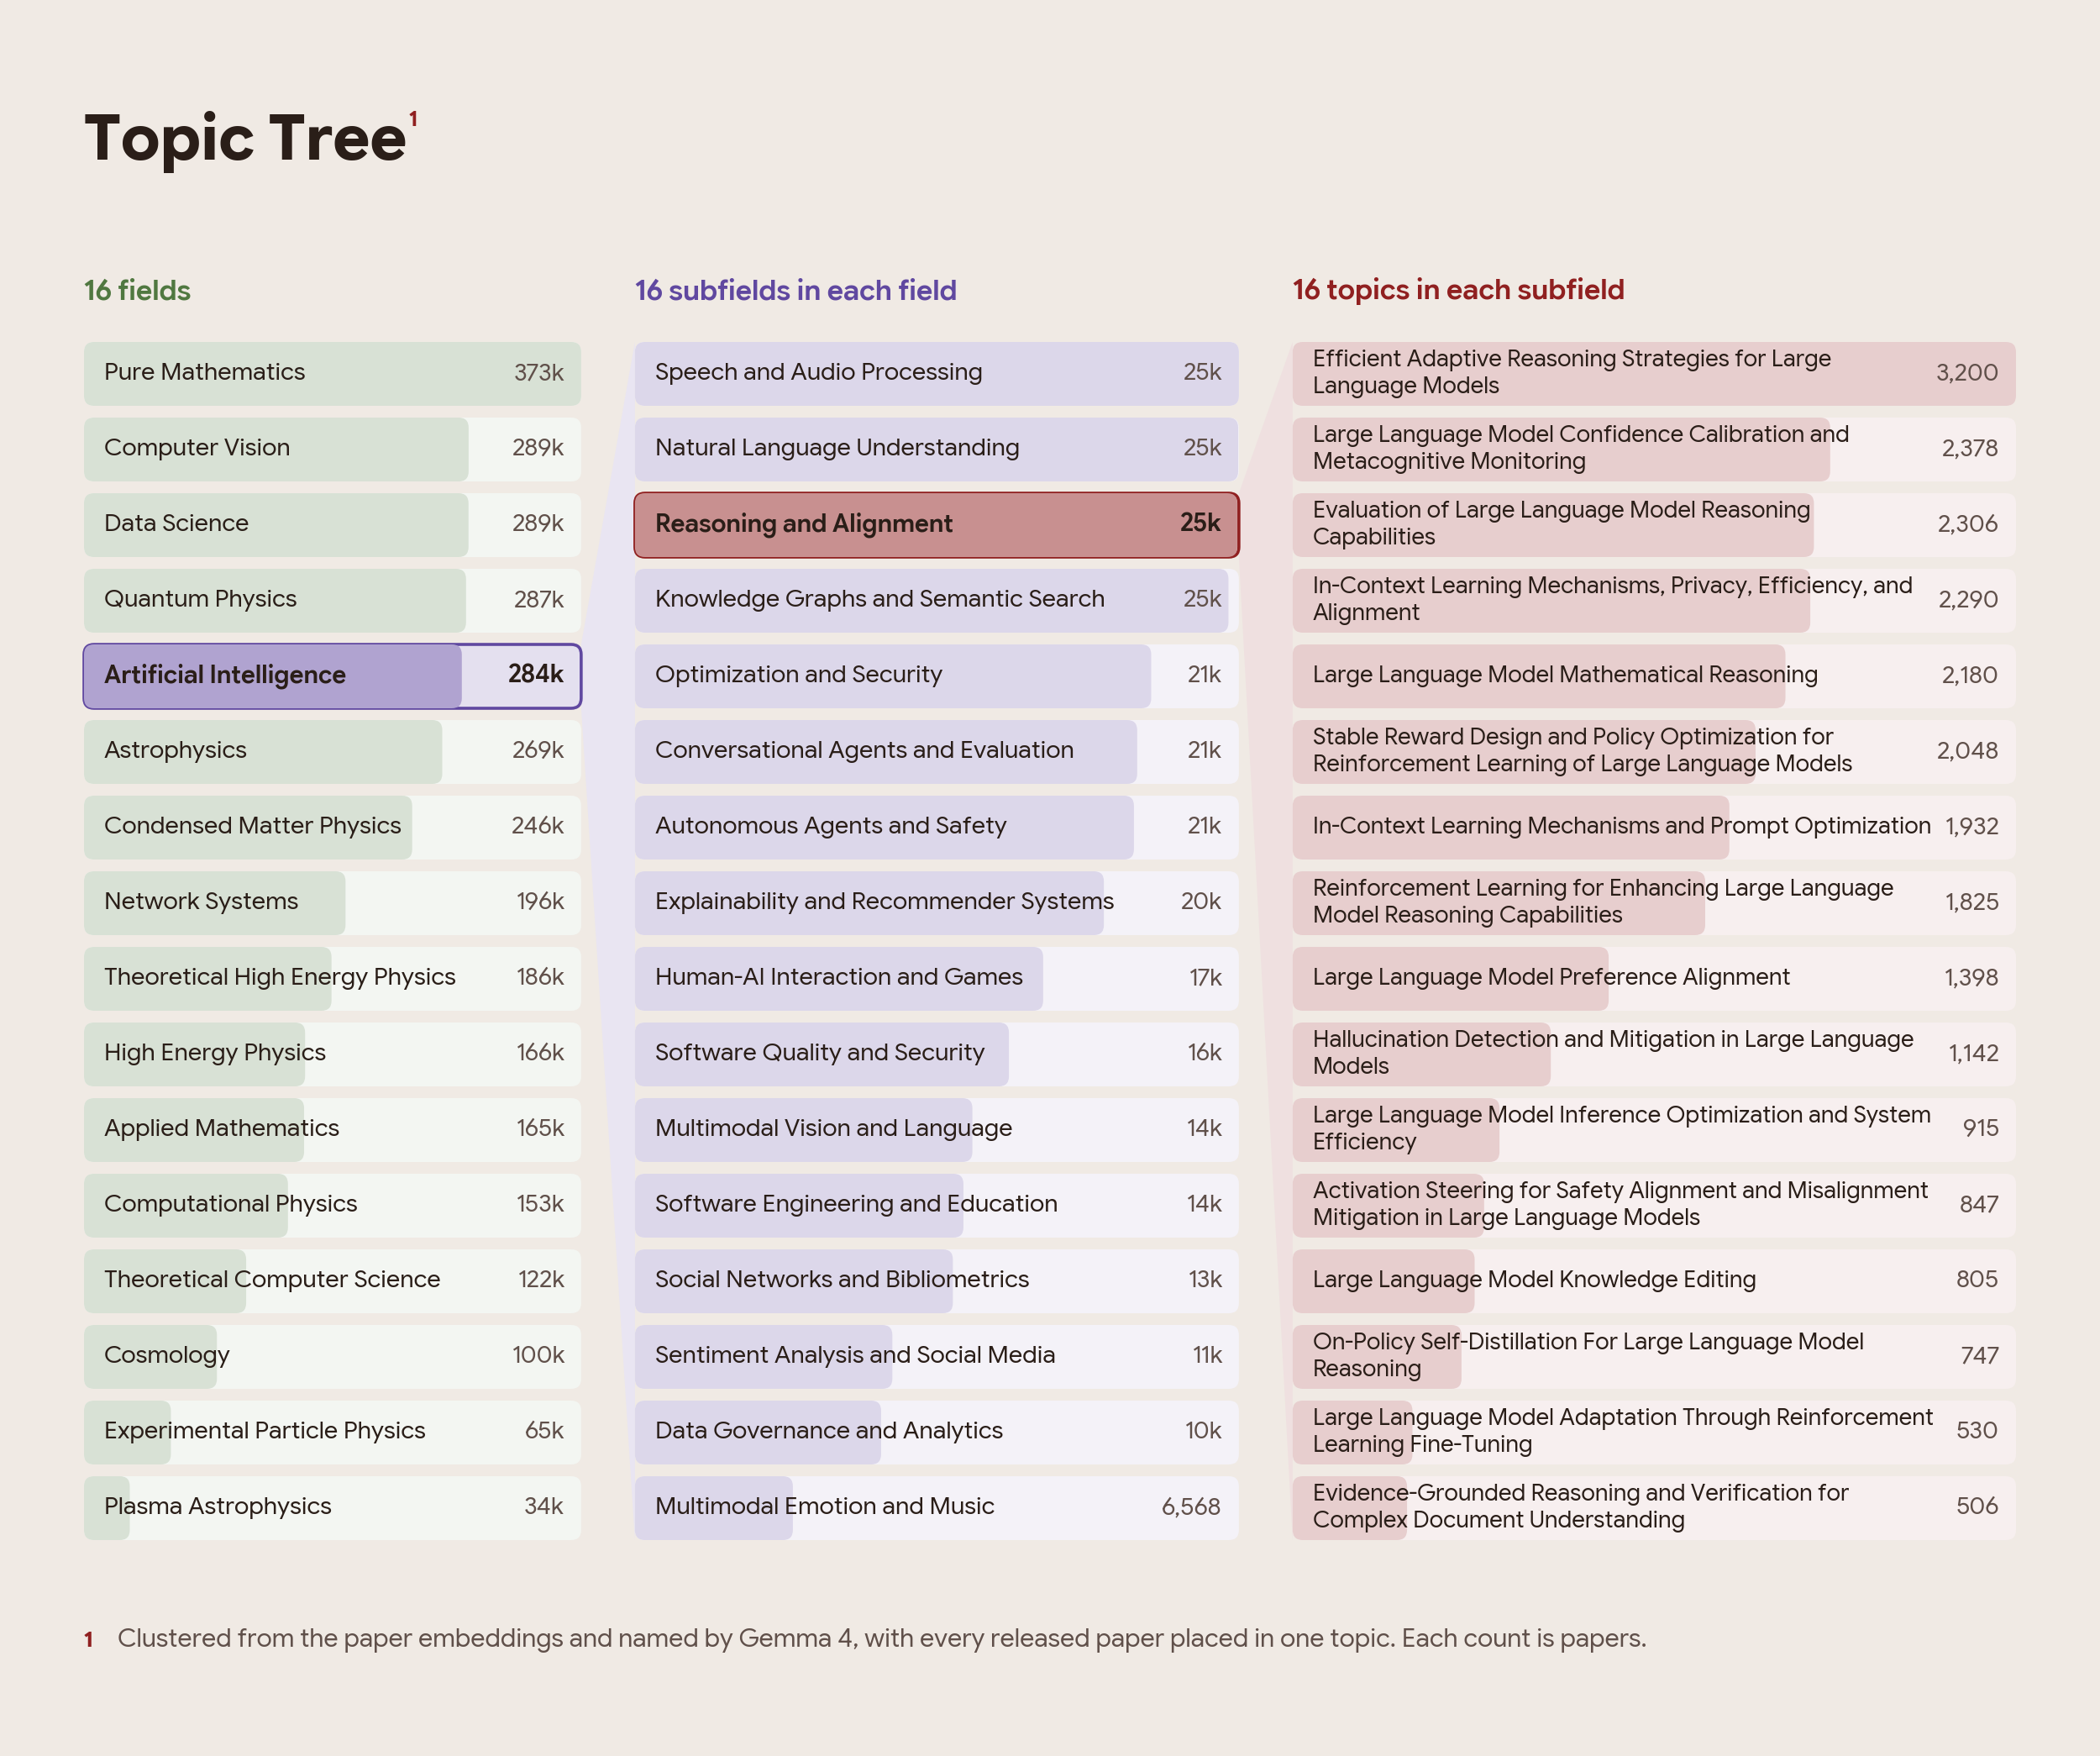 Topic Tree1
16 fields
Pure Mathematics 373k
Computer Vision 289k
Data Science 289k
Quantum Physics 287k
Artificial Intelligence 284k
Astrophysics 269k
Condensed Matter Physics 246k
Network Systems 196k
Theoretical High Energy Physics 186k
High Energy Physics 166k
Applied Mathematics 165k
Computational Physics 153k
Theoretical Computer Science 122k
Cosmology 100k
Experimental Particle Physics 65k
Plasma Astrophysics 34k
16 subfields in each field
Speech and Audio Processing 25k
Natural Language Understanding 25k
Reasoning and Alignment 25k
Knowledge Graphs and Semantic Search 25k
Optimization and Security 21k
Conversational Agents and Evaluation 21k
Autonomous Agents and Safety 21k
Explainability and Recommender Systems 20k
Human-AI Interaction and Games 17k
Software Quality and Security 16k
Multimodal Vision and Language 14k
Software Engineering and Education 14k
Social Networks and Bibliometrics 13k
Sentiment Analysis and Social Media 11k
Data Governance and Analytics 10k
Multimodal Emotion and Music 6,568
16 topics in each subfield
Efficient Adaptive Reasoning Strategies for Large
Language Models 3,200
Large Language Model Confidence Calibration and
Metacognitive Monitoring 2,378
Evaluation of Large Language Model Reasoning
Capabilities 2,306
In-Context Learning Mechanisms, Privacy, Efficiency, and
Alignment 2,290
Large Language Model Mathematical Reasoning 2,180
Stable Reward Design and Policy Optimization for
Reinforcement Learning of Large Language Models 2,048
In-Context Learning Mechanisms and Prompt Optimization 1,932
Reinforcement Learning for Enhancing Large Language
Model Reasoning Capabilities 1,825
Large Language Model Preference Alignment 1,398
Hallucination Detection and Mitigation in Large Language
Models 1,142
Large Language Model Inference Optimization and System
Efficiency 915
Activation Steering for Safety Alignment and Misalignment
Mitigation in Large Language Models 847
Large Language Model Knowledge Editing 805
On-Policy Self-Distillation For Large Language Model
Reasoning 747
Large Language Model Adaptation Through Reinforcement
Learning Fine-Tuning 530
Evidence-Grounded Reasoning and Verification for
Complex Document Understanding 506
1 Clustered from the paper embeddings and named by Gemma 4, with every released paper placed in one topic. Each count is papers.